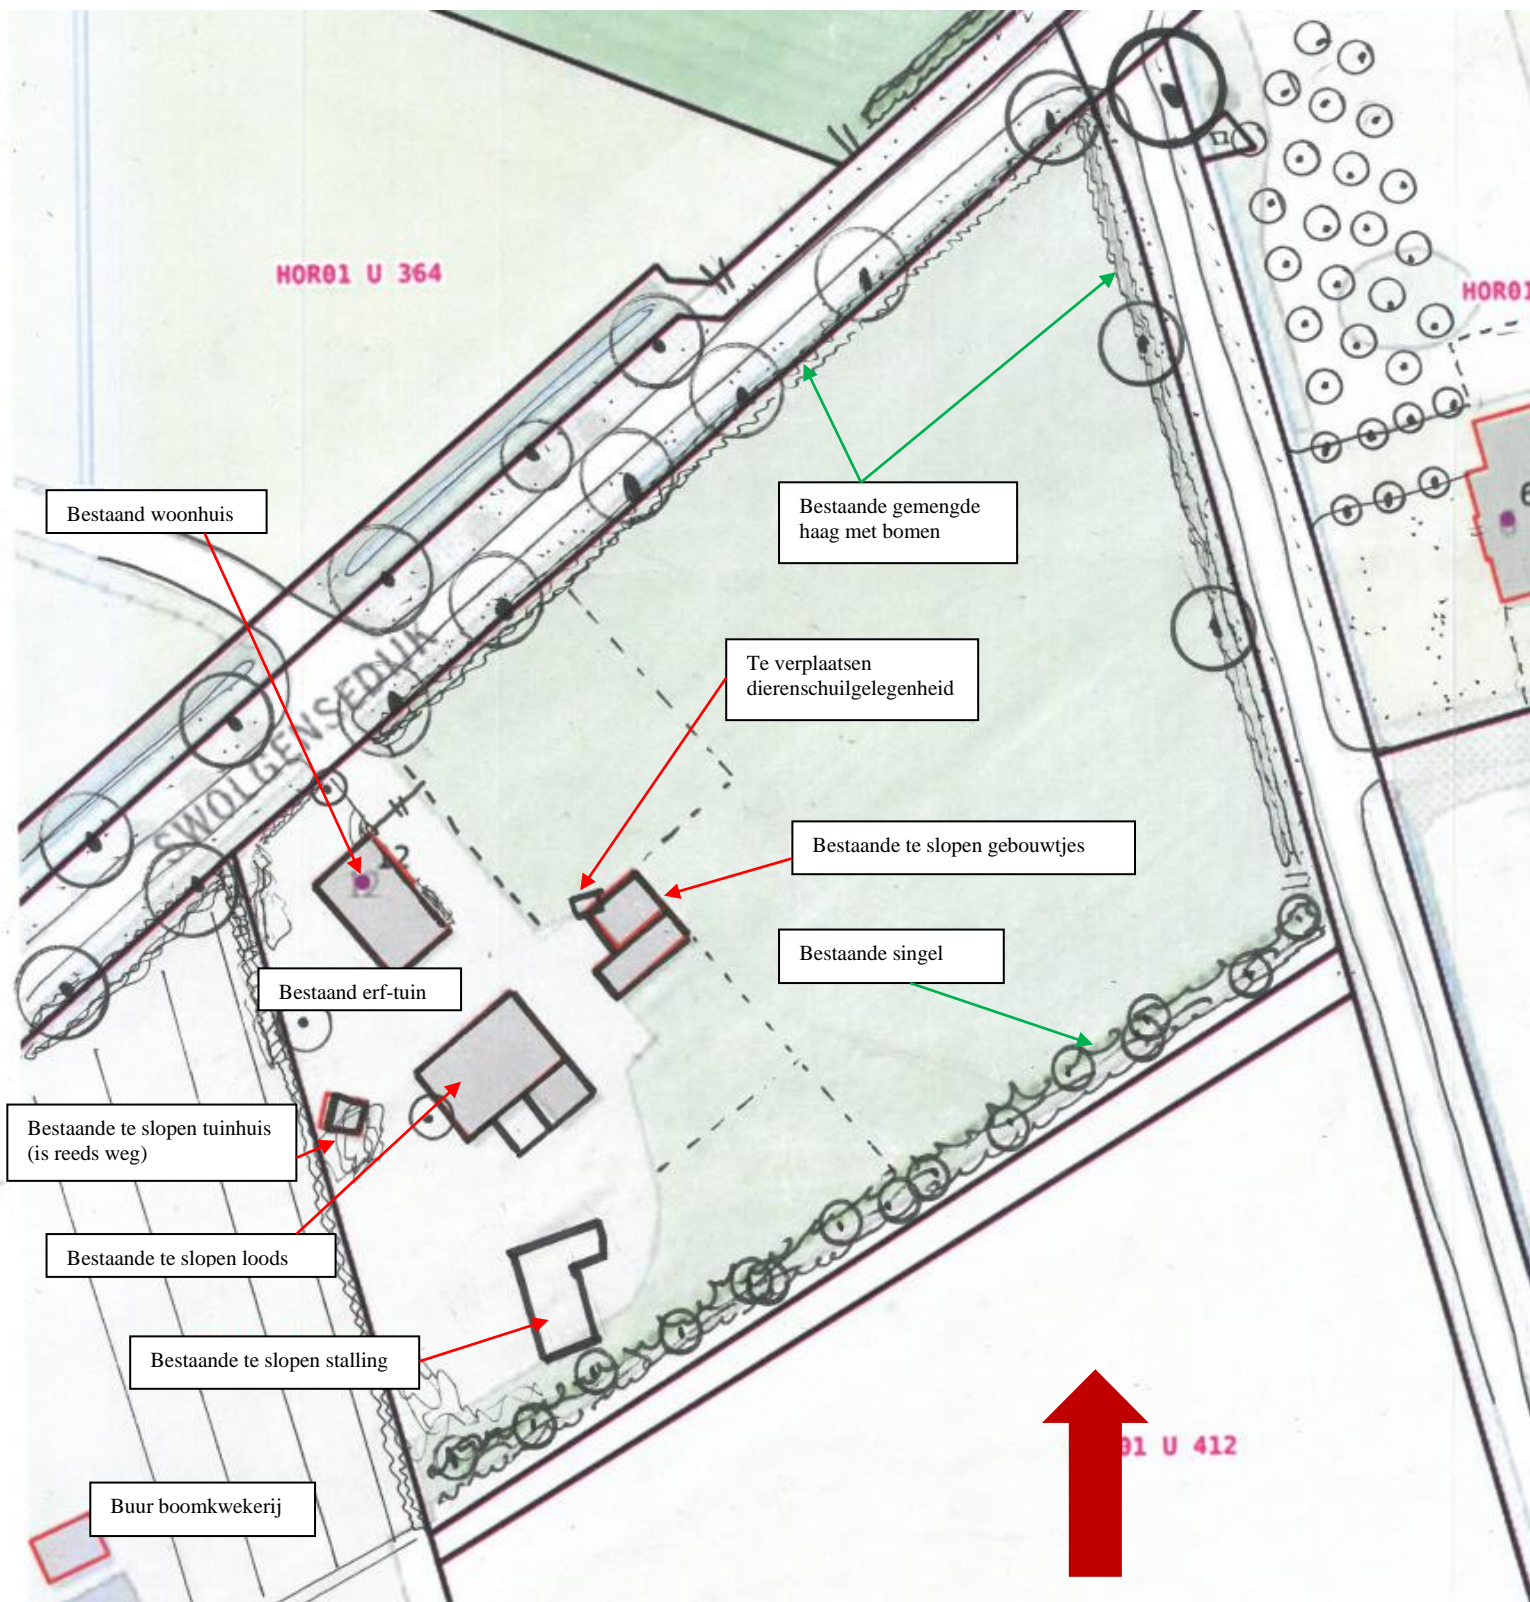 HOR01 U 364
HOR01
Bestaand woonhuis
Bestaande gemengde
haag met bomen
6
SWOLGENSEDIJK
Te verplaatsen
dierenschuilgelegenheid
12
Bestaande te slopen gebouwtjes
Bestaande singel
Bestaand erf-tuin
Bestaande te slopen tuinhuis
(is reeds weg)
Bestaande te slopen loods
Bestaande te slopen stalling
01 U 412
Buur boomkwekerij